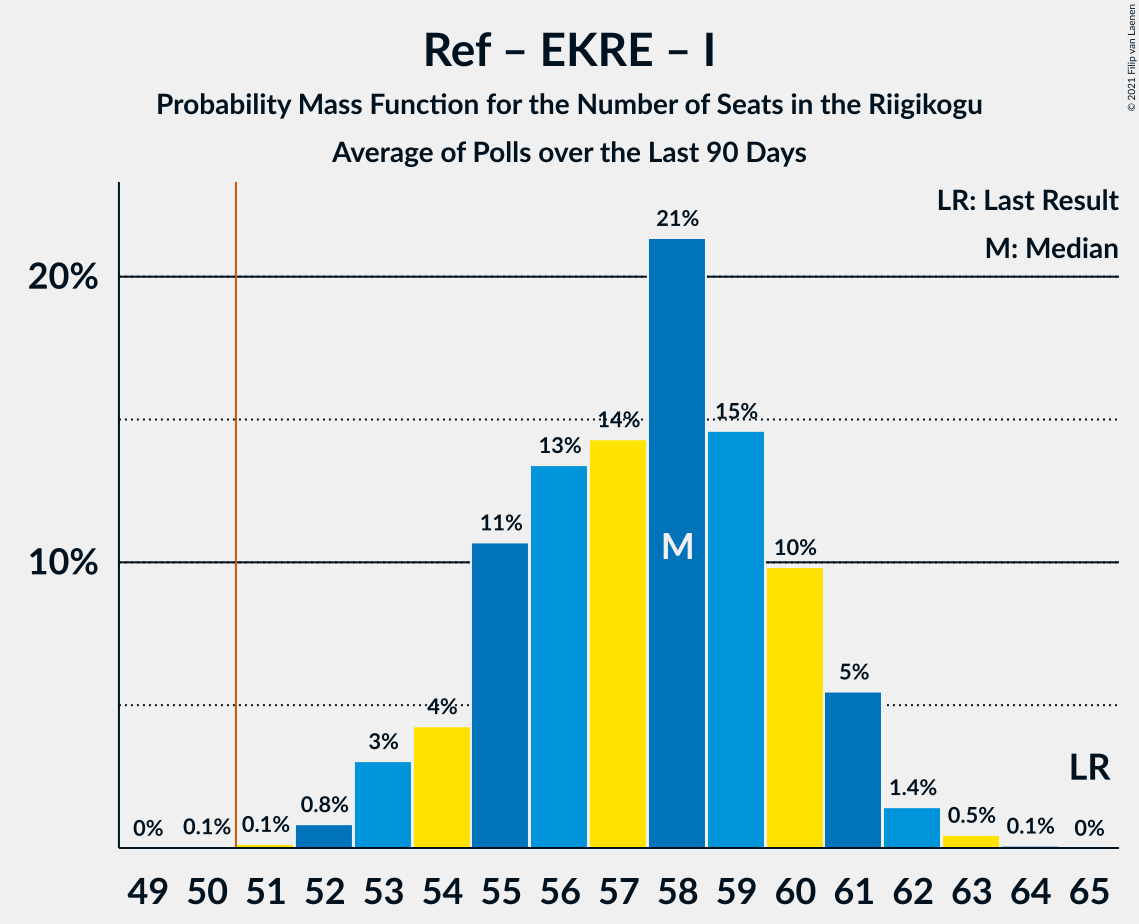 Ref – EKRE – I
Probability Mass Function for the Number of Seats in the Riigikogu
Average of Polls over the Last 90 Days
© 2021 Filip van Laenen
LR: Last Result
M: Median
20%
10%
0%
0.1%
0.1%
0.8%
3%
4%
11%
13%
14%
21%
15%
10%
5%
1.4%
0.5%
0.1%
0%
M
LR
49 50 51 52 53 54 55 56 57 58 59 60 61 62 63 64 65